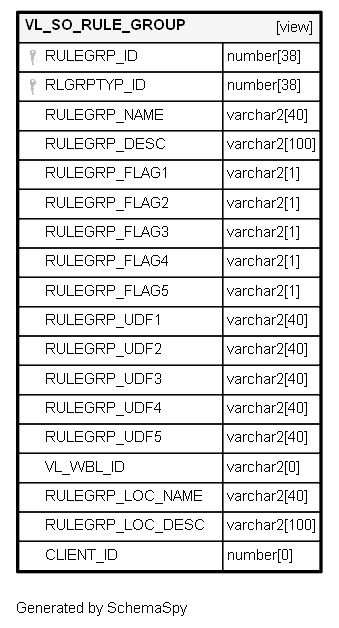 VL_SO_RULE_GROUP [view]
RULEGRP_ID number[38]
RLGRPTYP_ID number[38]
RULEGRP_NAME varchar2[40]
RULEGRP_DESC varchar2[100]
RULEGRP_FLAG1 varchar2[1]
RULEGRP_FLAG2 varchar2[1]
RULEGRP_FLAG3 varchar2[1]
RULEGRP_FLAG4 varchar2[1]
RULEGRP_FLAG5 varchar2[1]
RULEGRP_UDF1 varchar2[40]
RULEGRP_UDF2 varchar2[40]
RULEGRP_UDF3 varchar2[40]
RULEGRP_UDF4 varchar2[40]
RULEGRP_UDF5 varchar2[40]
VL_WBL_ID varchar2[0]
RULEGRP_LOC_NAME varchar2[40]
RULEGRP_LOC_DESC varchar2[100]
CLIENT_ID number[0]
Generated by SchemaSpy